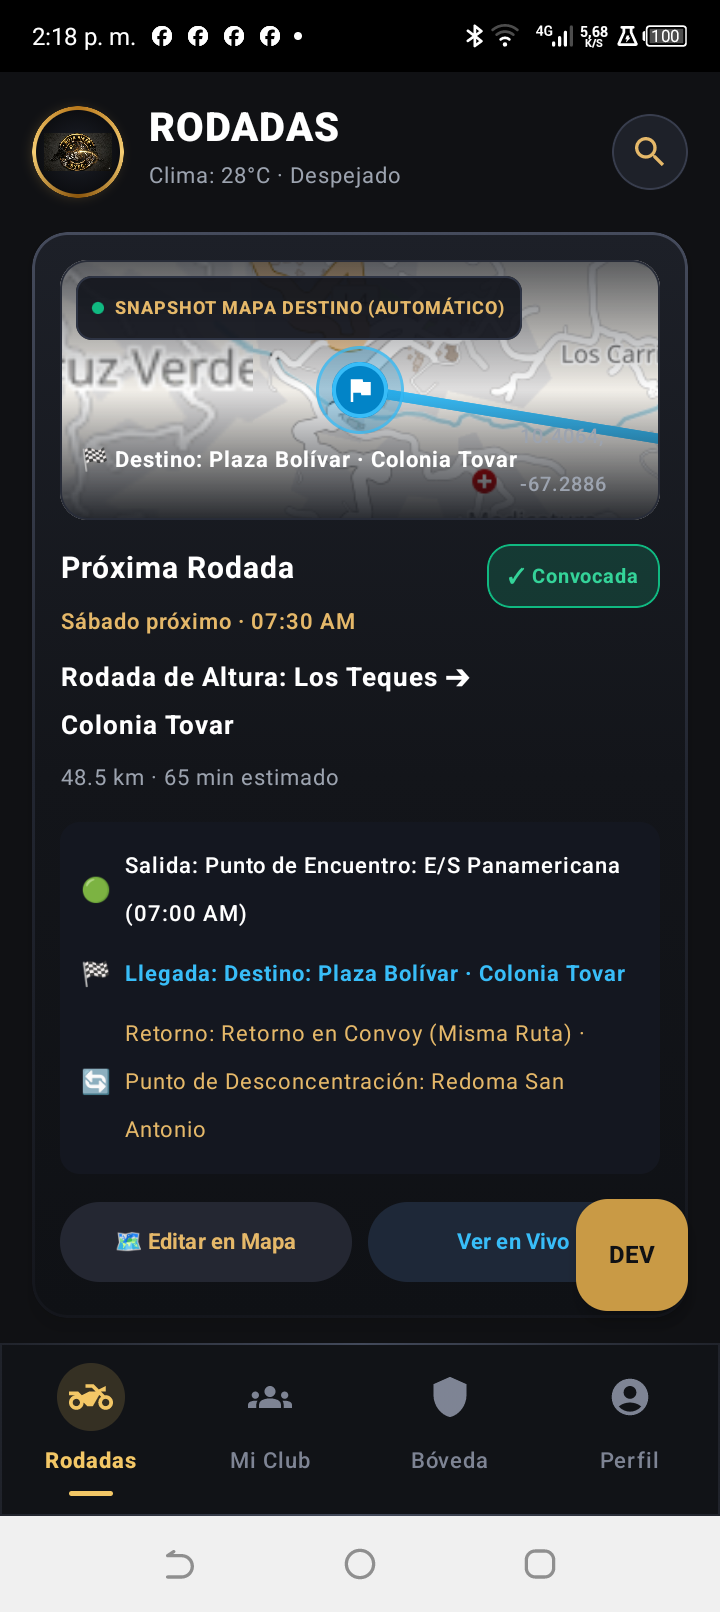 2:18 p. m.
4G
5,68
K/S
100
RODADAS
Clima: 28°C · Despejado
SNAPSHOT MAPA DESTINO (AUTOMÁTICO)
uz Verde
Los Carr
🏁 Destino: Plaza Bolívar · Colonia Tovar
-67.2886
Próxima Rodada
✓ Convocada
Sábado próximo · 07:30 AM
Rodada de Altura: Los Teques ➔
Colonia Tovar
48.5 km · 65 min estimado
🟢 Salida: Punto de Encuentro: E/S Panamericana
(07:00 AM)
🏁 Llegada: Destino: Plaza Bolívar · Colonia Tovar
Retorno: Retorno en Convoy (Misma Ruta) ·
🔄 Punto de Desconcentración: Redoma San
Antonio
🗺️ Editar en Mapa
Ver en Vivo
DEV
Rodadas
Mi Club
Bóveda
Perfil